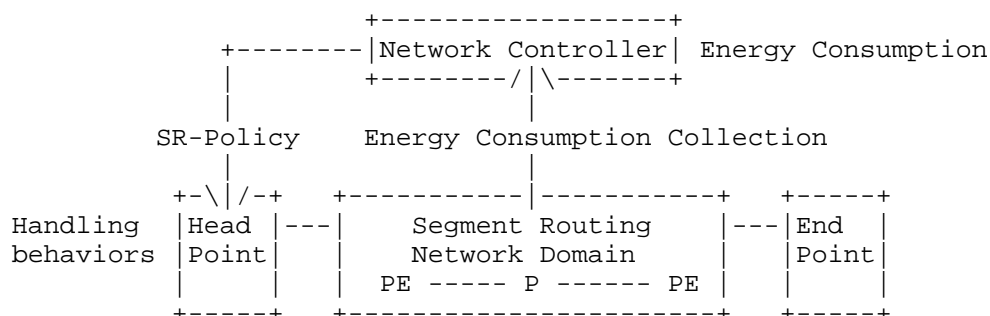 Network Controller Energy Consumption
SR-Policy Energy Consumption Collection
Handling Head Segment Routing End
behaviors Point Network Domain Point
PE ----- P ------ PE